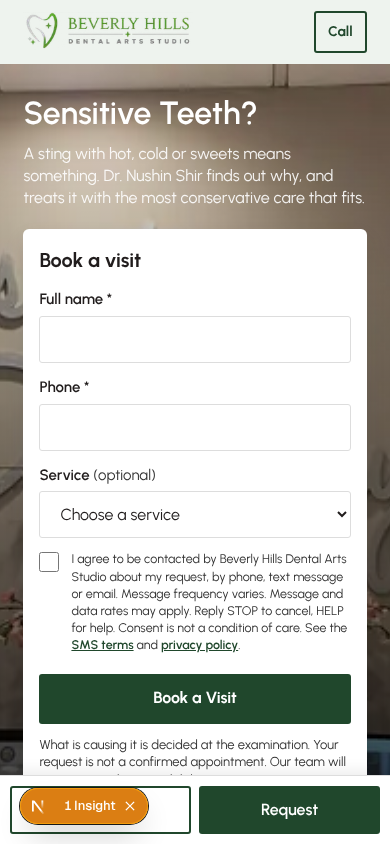 BEVERLY HILLS
DENTAL ARTS STUDIO
Call
Sensitive Teeth?
A sting with hot, cold or sweets means
something. Dr. Nushin Shir finds out why, and
treats it with the most conservative care that fits.
Book a visit
Full name *
Phone *
Service (optional)
Choose a service
I agree to be contacted by Beverly Hills Dental Arts
Studio about my request, by phone, text message
or email. Message frequency varies. Message and
data rates may apply. Reply STOP to cancel, HELP
for help. Consent is not a condition of care. See the
SMS terms and privacy policy.
Book a Visit
What is causing it is decided at the examination. Your
request is not a confirmed appointment. Our team will
N 1 Insight
Request